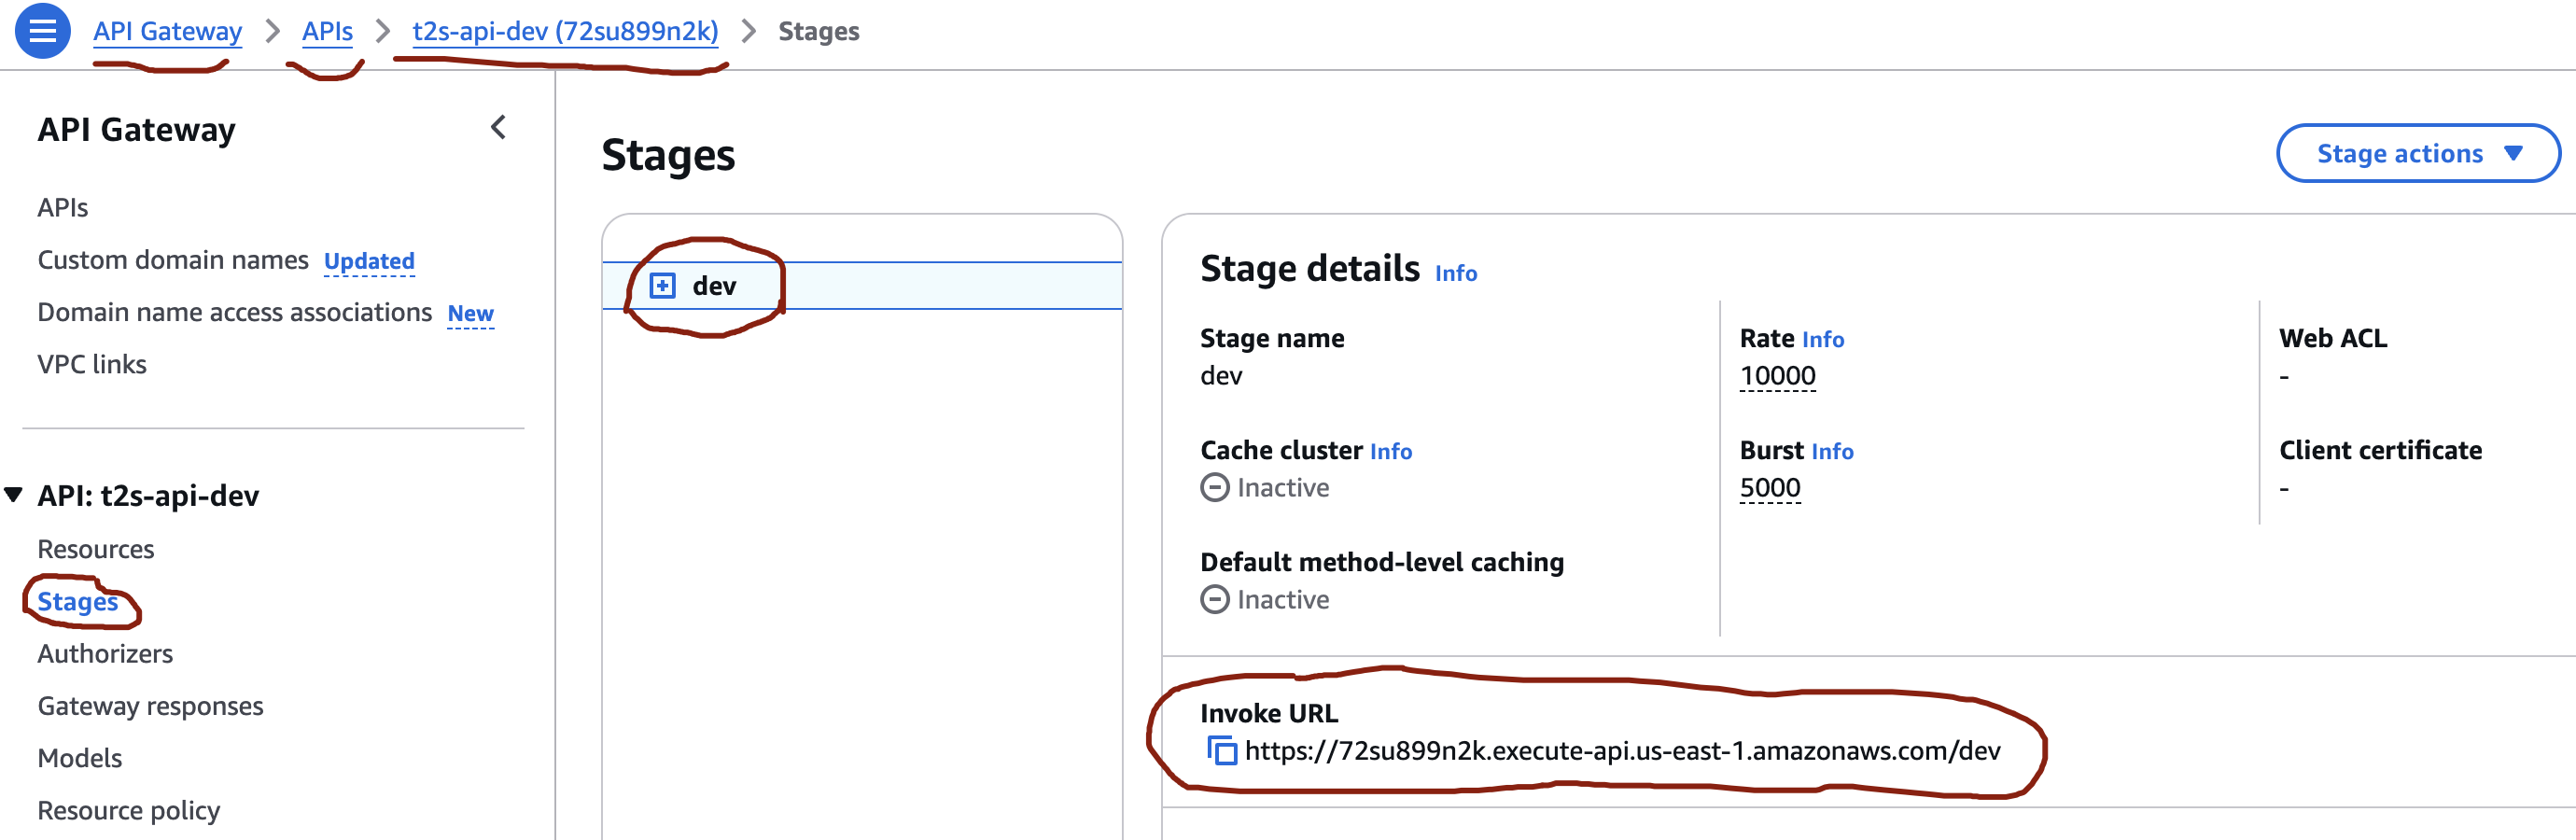 API Gateway > APIs > t2s-api-dev (72su899n2k) > Stages
API Gateway
APIs
Custom domain names Updated
Domain name access associations New
VPC links
API: t2s-api-dev
Resources
Stages
Authorizers
Gateway responses
Models
Resource policy
Stages
Stage actions
dev
Stage details Info
Stage name
dev
Cache cluster Info
Inactive
Default method-level caching
Inactive
Rate Info
10000
Burst Info
5000
Web ACL
-
Client certificate
-
Invoke URL
https://72su899n2k.execute-api.us-east-1.amazonaws.com/dev